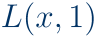 L(x, 1)